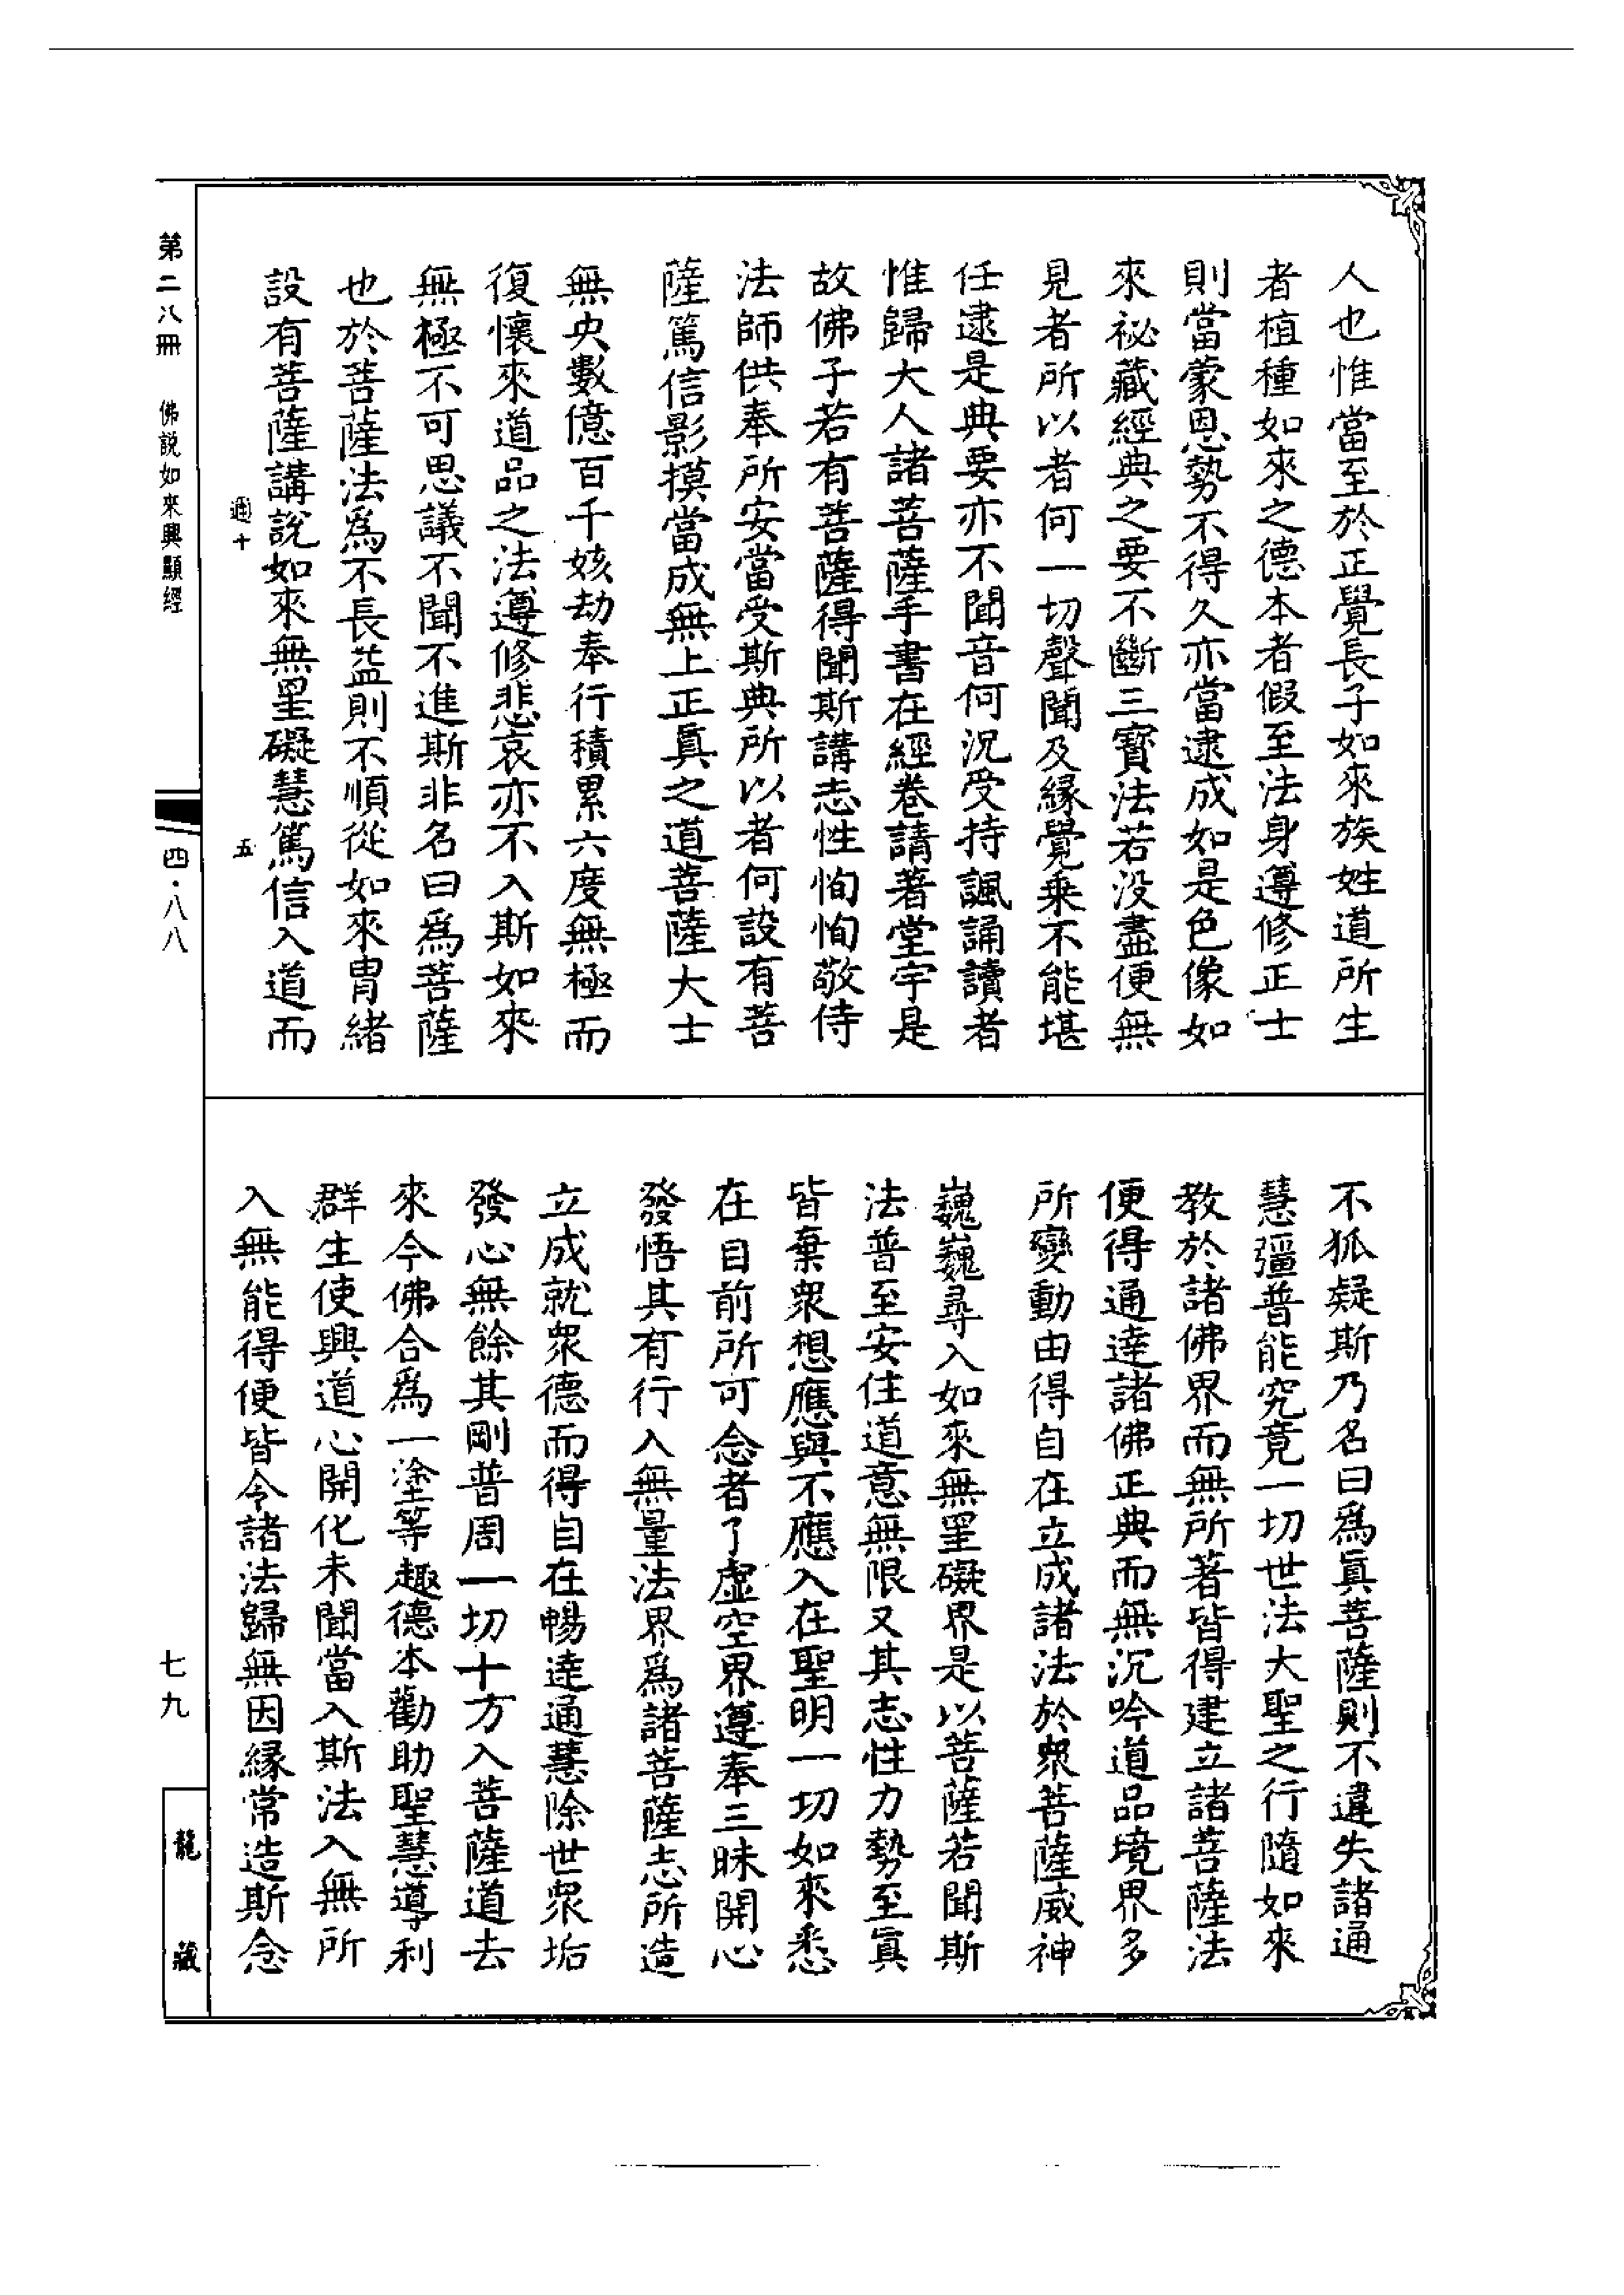 人也惟當至於正覺長子如來族姓道所生
者植種如來之德本者假至法身遵修正士
則當蒙恩勢不得久亦當逮成如是色像如
來祕藏經典之要不斷三寶法若没盡便無
見者所以者何一切聲聞及緣覺乗不能堪
任逮是典要亦不聞音何況受持諷誦讀者
惟歸大人諸菩薩手書在經卷請著堂宇是
故佛子若有菩薩得聞斯講志性恂恂敬侍
法師供奉所安當受斯典所以者何設有菩
薩篤信影摸當成無上正真之道菩薩大士
無央數億百千姟劫奉行積累六度無極而
復懷來道品之法遵修悲哀亦不入斯如來
無極不可思議不聞不進斯非名曰爲菩薩
也於菩薩法爲不長益則不順從如來胄緒
設有菩薩講說如來無罣礙慧篤信入道而
不狐疑斯乃名曰爲真菩薩則不違失諸通
慧彊普能究竟一切世法大聖之行隨如來
教於諸佛界而無所著皆得建立諸菩薩法
便得通達諸佛正典而無沉吟道品境界多
所變動由得自在立成諸法於衆菩薩威神
巍巍尋入如來無罣礙界是以菩薩若聞斯
法普至安住道意無限又其志性力勢至真
皆棄衆想應與不應入在聖明一切如來悉
在目前所可念者了虛空界遵奉三昧開心
發悟其有行入無量法界爲諸菩薩志所造
立成就衆德而得自在暢達通慧除世衆垢
發心無餘其剛普周一切十方入菩薩道去
來今佛合爲一塗等趣德本勸助聖慧導利
群生使興道心開化未聞當入斯法入無所
入無能得便皆令諸法歸無因緣常造斯念
第二八冊 佛説如來興顯經
四·八八
七九
龍藏
五